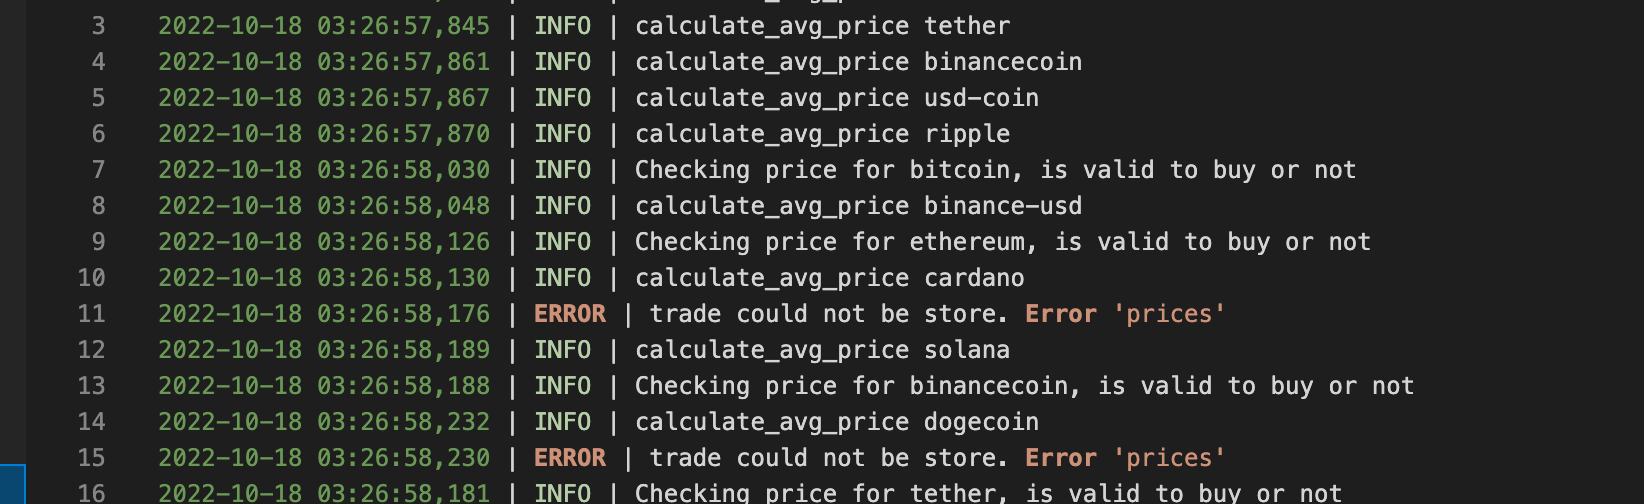 3 2022-10-18 03:26:57,845 | INFO | calculate_avg_price tether
4 2022-10-18 03:26:57,861 | INFO | calculate_avg_price binancecoin
5 2022-10-18 03:26:57,867 | INFO | calculate_avg_price usd-coin
6 2022-10-18 03:26:57,870 | INFO | calculate_avg_price ripple
7 2022-10-18 03:26:58,030 | INFO | Checking price for bitcoin, is valid to buy or not
8 2022-10-18 03:26:58,048 | INFO | calculate_avg_price binance-usd
9 2022-10-18 03:26:58,126 | INFO | Checking price for ethereum, is valid to buy or not
10 2022-10-18 03:26:58,130 | INFO | calculate_avg_price cardano
11 2022-10-18 03:26:58,176 | ERROR | trade could not be store. Error 'prices'
12 2022-10-18 03:26:58,189 | INFO | calculate_avg_price solana
13 2022-10-18 03:26:58,188 | INFO | Checking price for binancecoin, is valid to buy or not
14 2022-10-18 03:26:58,232 | INFO | calculate_avg_price dogecoin
15 2022-10-18 03:26:58,230 | ERROR | trade could not be store. Error 'prices'
16 2022-10-18 03:26:58,181 | INFO | Checking price for tether, is valid to buy or not